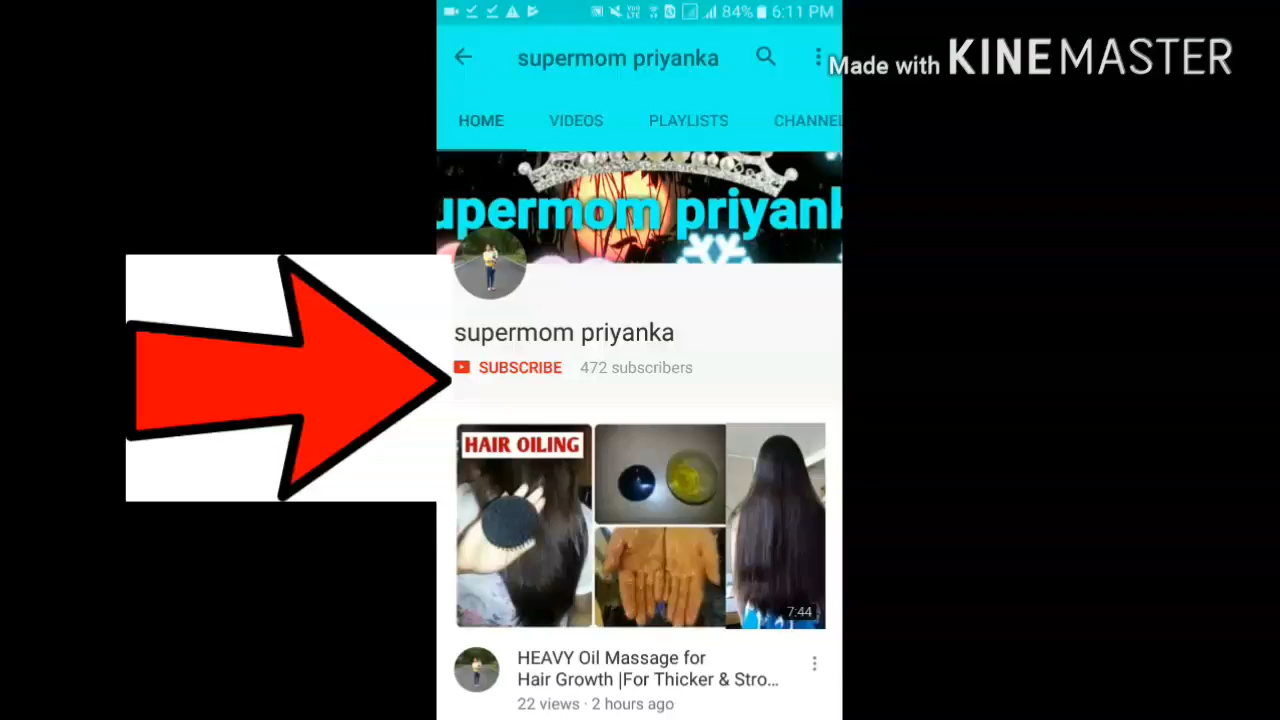 84% 6:11 PM
supermom priyanka
Made with KINEMASTER
HOME VIDEOS PLAYLISTS CHANNEL
upermom priyank
supermom priyanka
SUBSCRIBE 472 subscribers
HAIR OILING
7:44
HEAVY Oil Massage for
Hair Growth |For Thicker & Stro...
22 views · 2 hours ago